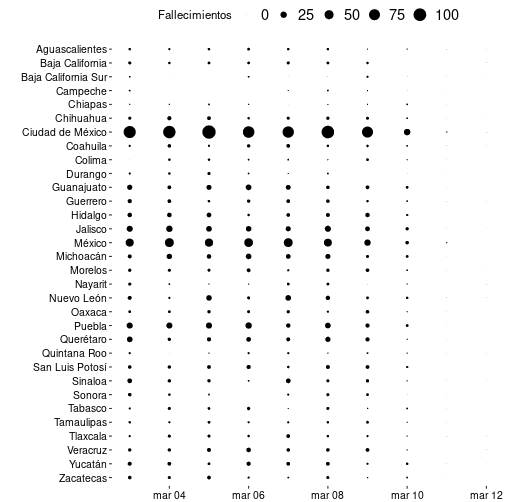 Fallecimientos 0 25 50 75 100
Aguascalientes
Baja California
Baja California Sur
Campeche
Chiapas
Chihuahua
Ciudad de México
Coahuila
Colima
Durango
Guanajuato
Guerrero
Hidalgo
Jalisco
México
Michoacán
Morelos
Nayarit
Nuevo León
Oaxaca
Puebla
Querétaro
Quintana Roo
San Luis Potosí
Sinaloa
Sonora
Tabasco
Tamaulipas
Tlaxcala
Veracruz
Yucatán
Zacatecas
mar 04 mar 06 mar 08 mar 10 mar 12